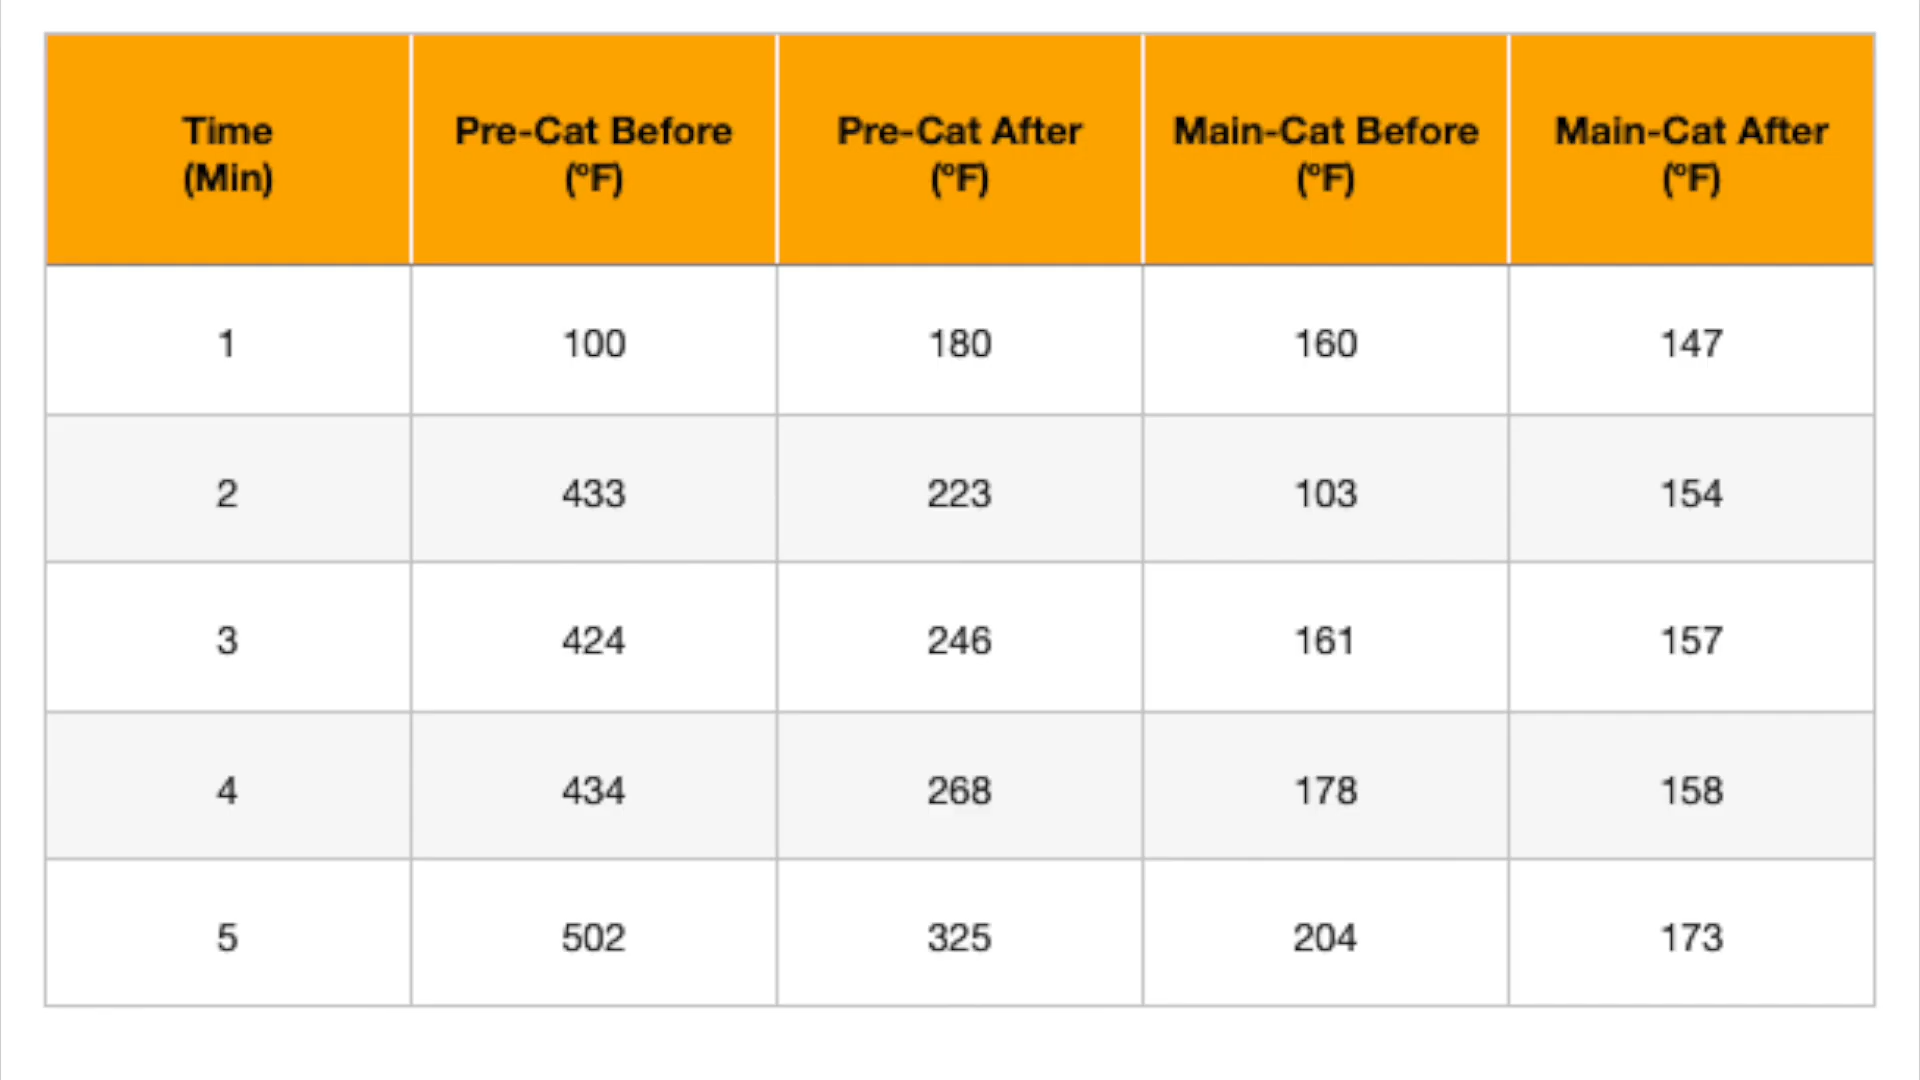 Time (Min) Pre-Cat Before (°F) Pre-Cat After (°F) Main-Cat Before (°F) Main-Cat After (°F)
1 100 180 160 147
2 433 223 103 154
3 424 246 161 157
4 434 268 178 158
5 502 325 204 173